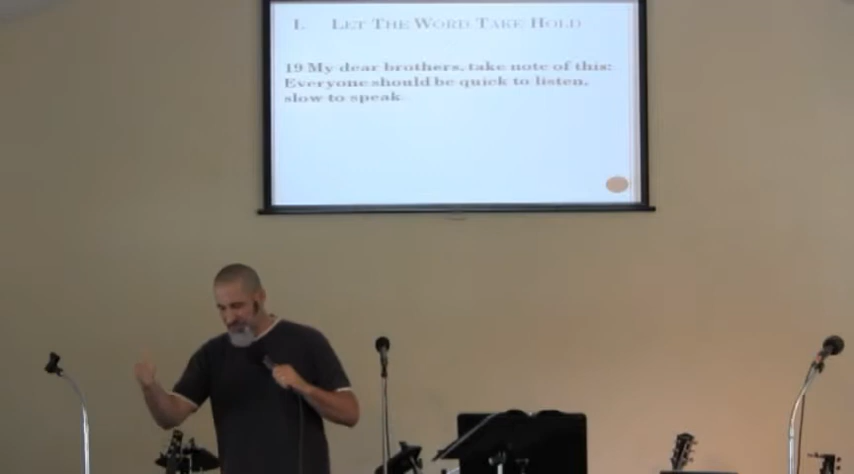 I. LET THE WORD TAKE HOLD
19 My dear brothers, take note of this:
Everyone should be quick to listen,
slow to speak